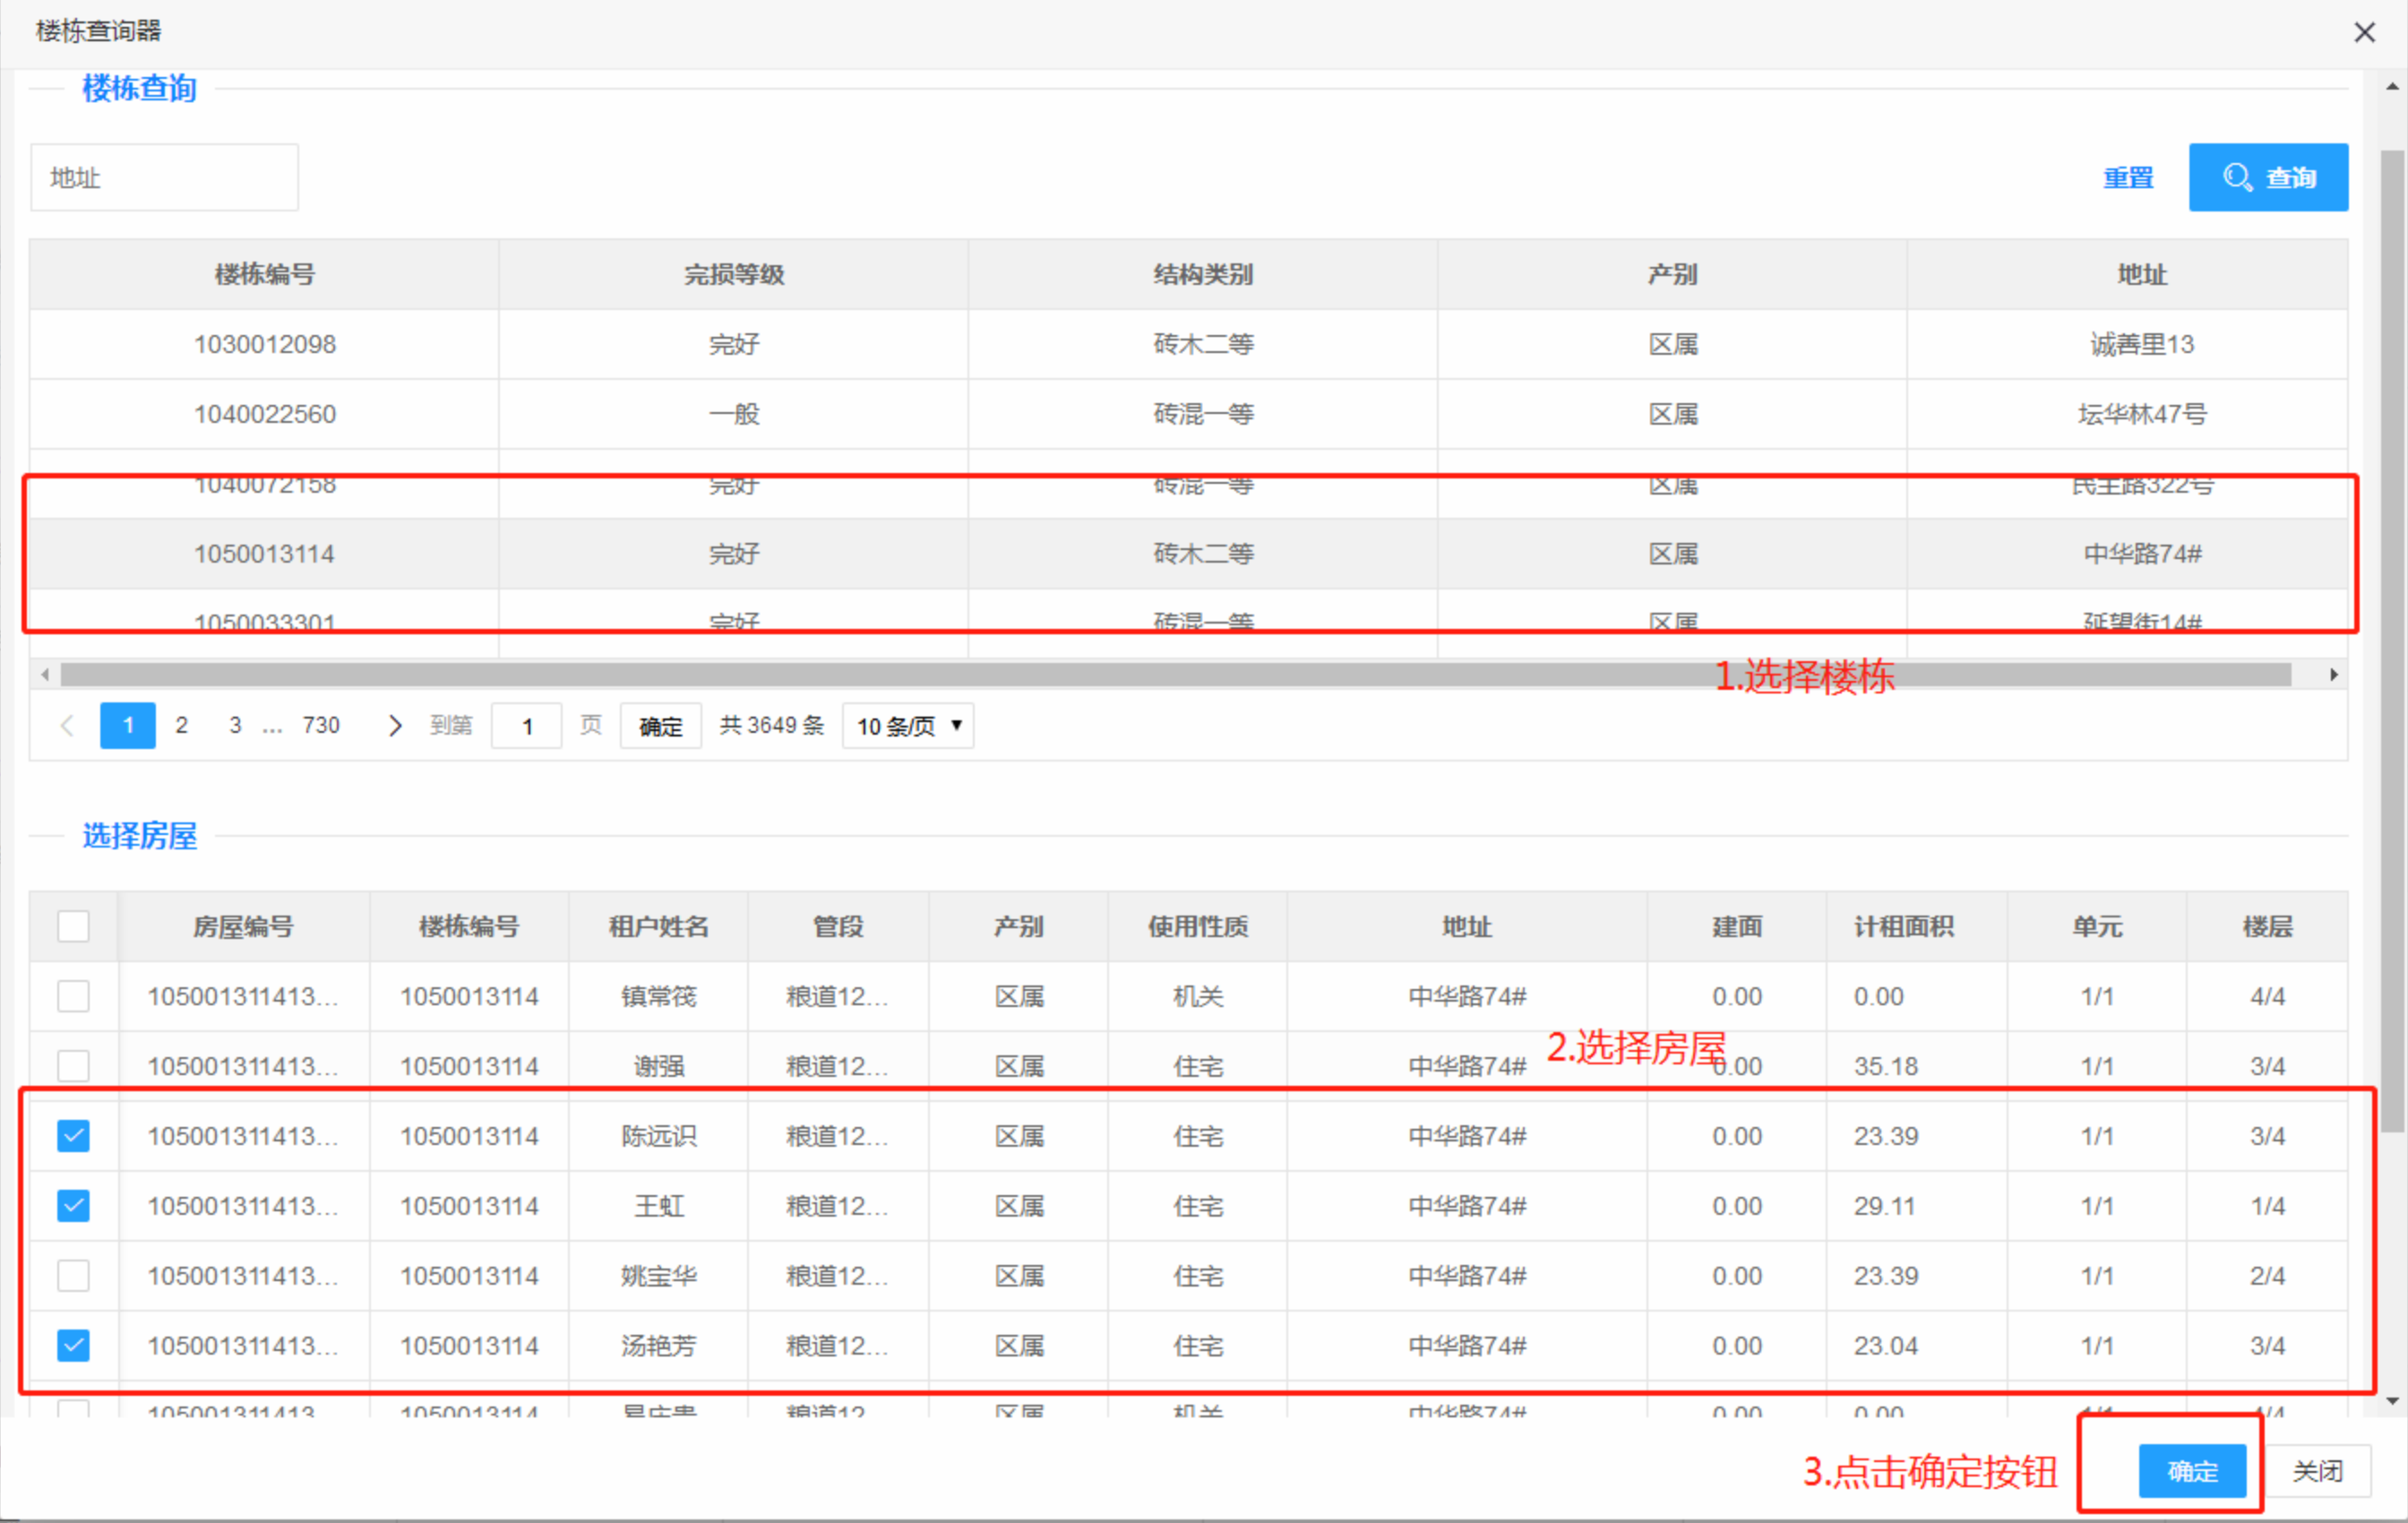 楼栋查询器
楼栋查询
地址 重置 查询
楼栋编号 完损等级 结构类别 产别 地址
1030012098 完好 砖木二等 区属 诚善里13
1040022560 一般 砖混一等 区属 坛华林47号
1040072158 完好 砖混一等 区属 民主路322号
1050013114 完好 砖木二等 区属 中华路74#
1050033301 完好 砖混一等 区属 延望街14#
1.选择楼栋
1 2 3 ... 730 到第 1 页 确定 共 3649 条 10 条/页
选择房屋
房屋编号 楼栋编号 租户姓名 管段 产别 使用性质 地址 建面 计租面积 单元 楼层
105001311413... 1050013114 镇常筏 粮道12... 区属 机关 中华路74# 0.00 0.00 1/1 4/4
2.选择房屋
105001311413... 1050013114 谢强 粮道12... 区属 住宅 中华路74# 0.00 35.18 1/1 3/4
105001311413... 1050013114 陈远识 粮道12... 区属 住宅 中华路74# 0.00 23.39 1/1 3/4
105001311413... 1050013114 王虹 粮道12... 区属 住宅 中华路74# 0.00 29.11 1/1 1/4
105001311413... 1050013114 姚宝华 粮道12... 区属 住宅 中华路74# 0.00 23.39 1/1 2/4
105001311413... 1050013114 汤艳芳 粮道12... 区属 住宅 中华路74# 0.00 23.04 1/1 3/4
105001311413 1050013114 粮道12 区属 机关 中华路74# 0.00 0.00 1/1 4/4
3.点击确定按钮 确定 关闭